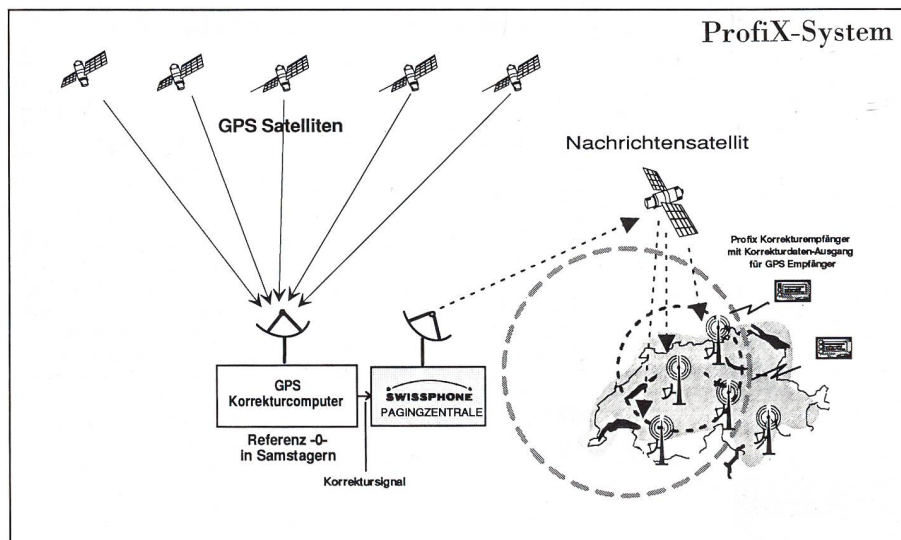 ProfiX-System
GPS Satelliten
Nachrichtensatellit
Profix Korrekturempfänger
mit Korrekturdaten-Ausgang
für GPS Empfänger
GPS
Korrekturcomputer
SWISSPHONE
PAGINGZENTRALE
Referenz -0-
in Samstagern
Korrektursignal